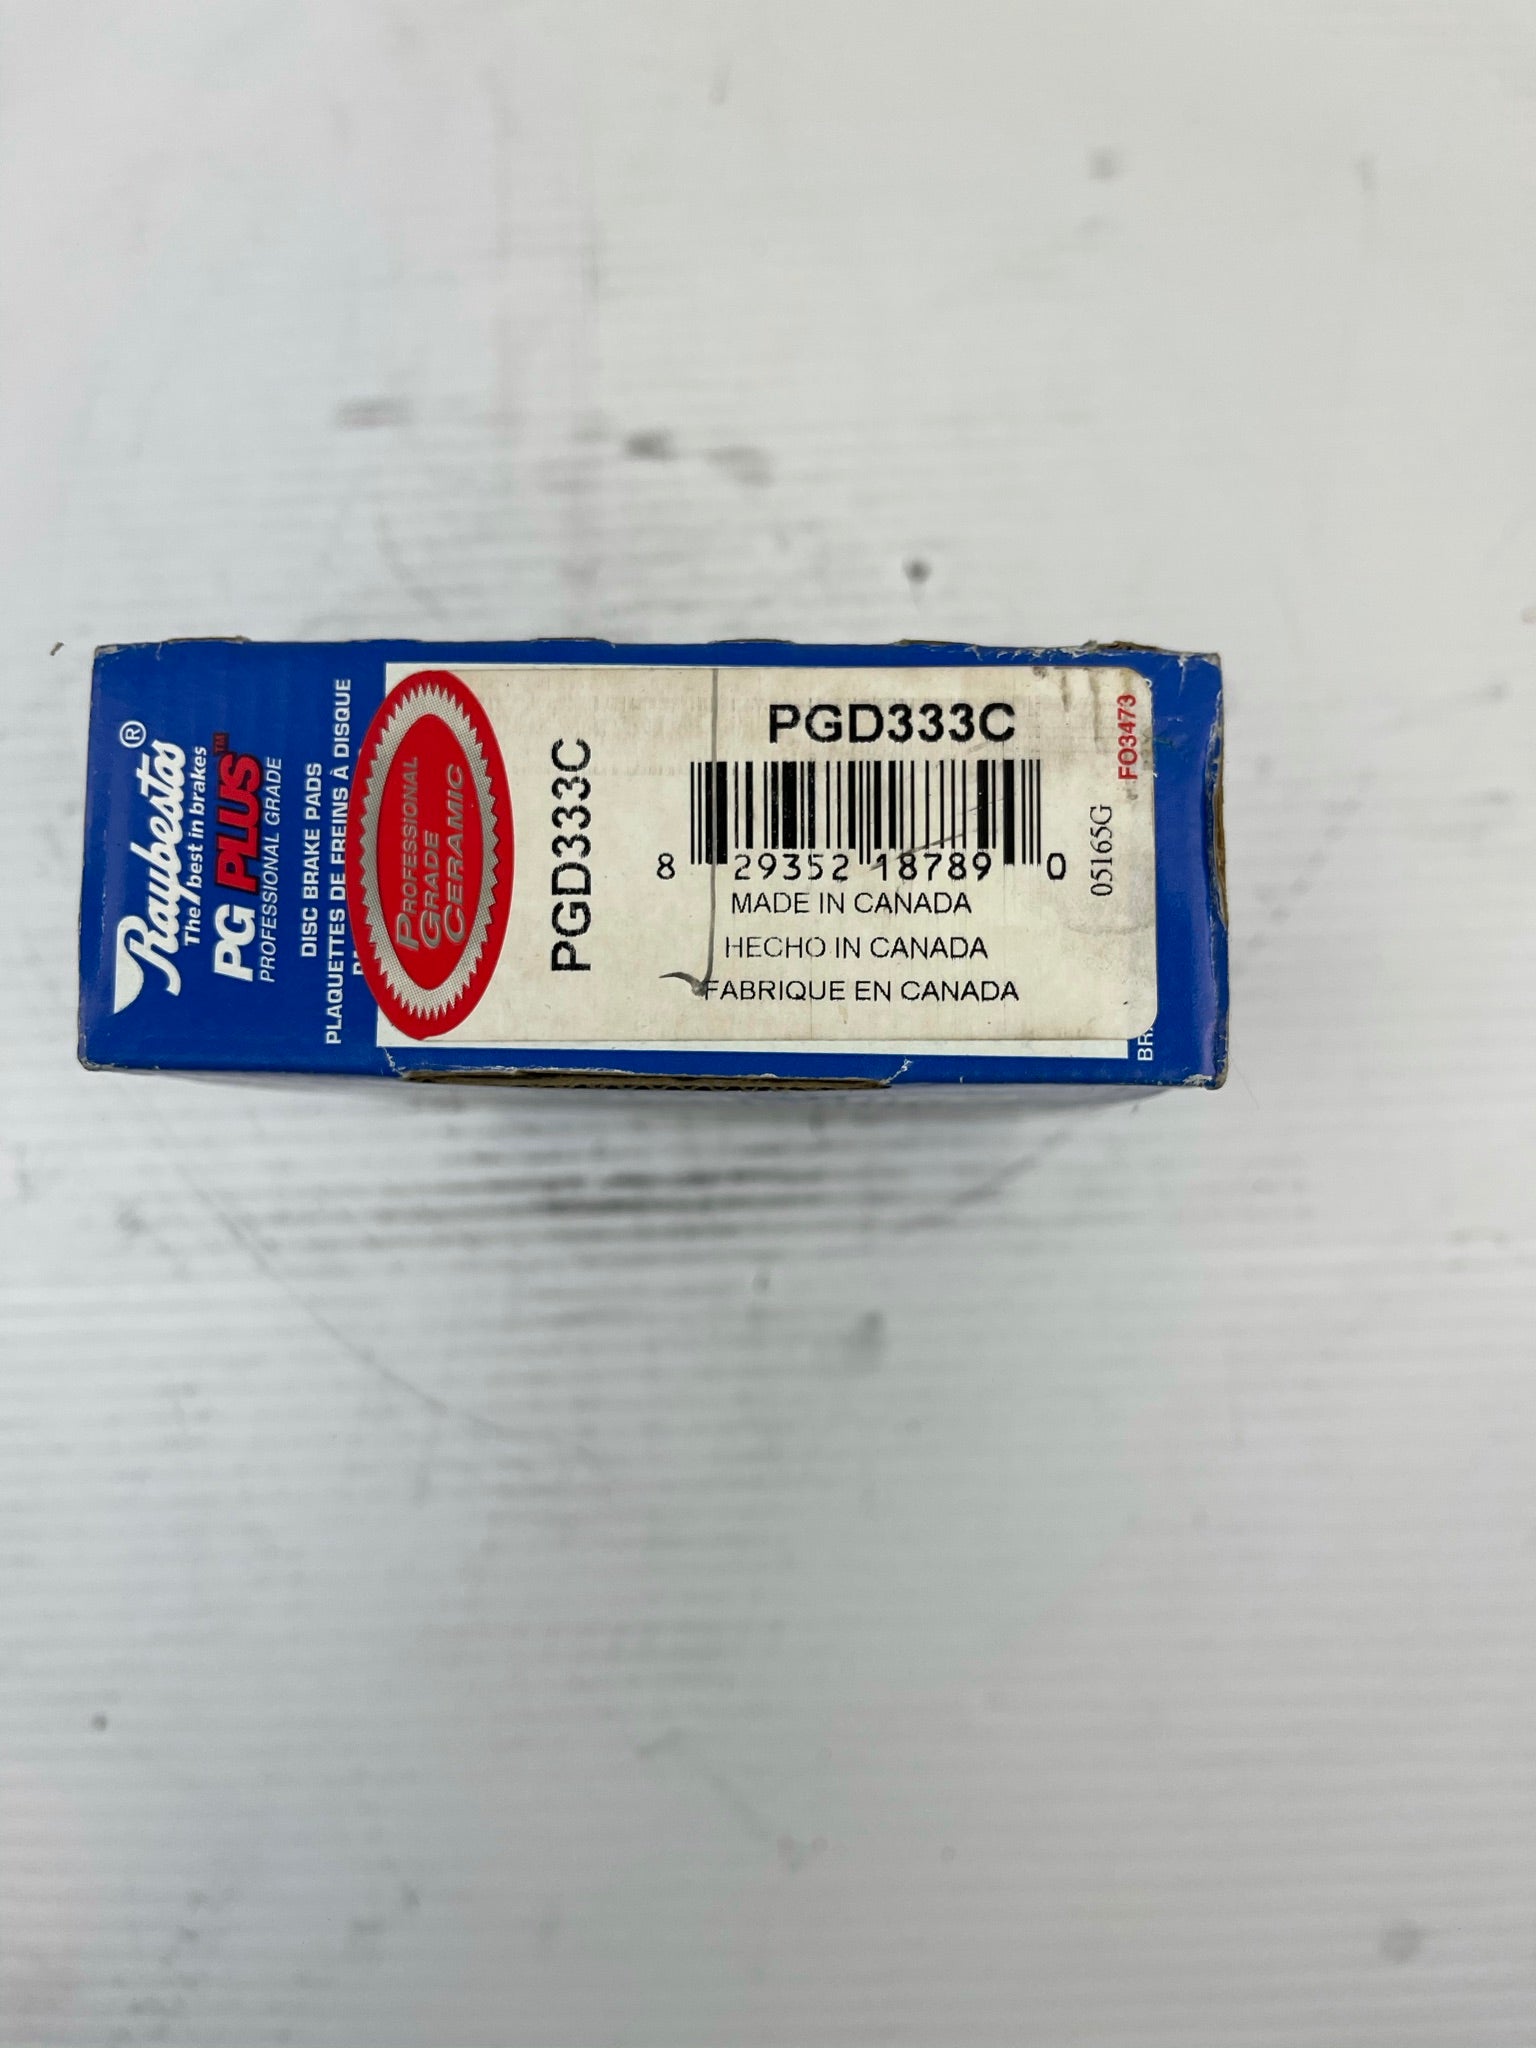 Raybestos®
The best in brakes
PG PLUS™
PROFESSIONAL GRADE
DISC BRAKE PADS
PLAQUETTES DE FREINS À DISQUE
PROFESSIONAL
GRADE
CERAMIC
PGD333C
PGD333C
8 29352 18789 0
MADE IN CANADA
HECHO IN CANADA
FABRIQUE EN CANADA
05165G
FO3473